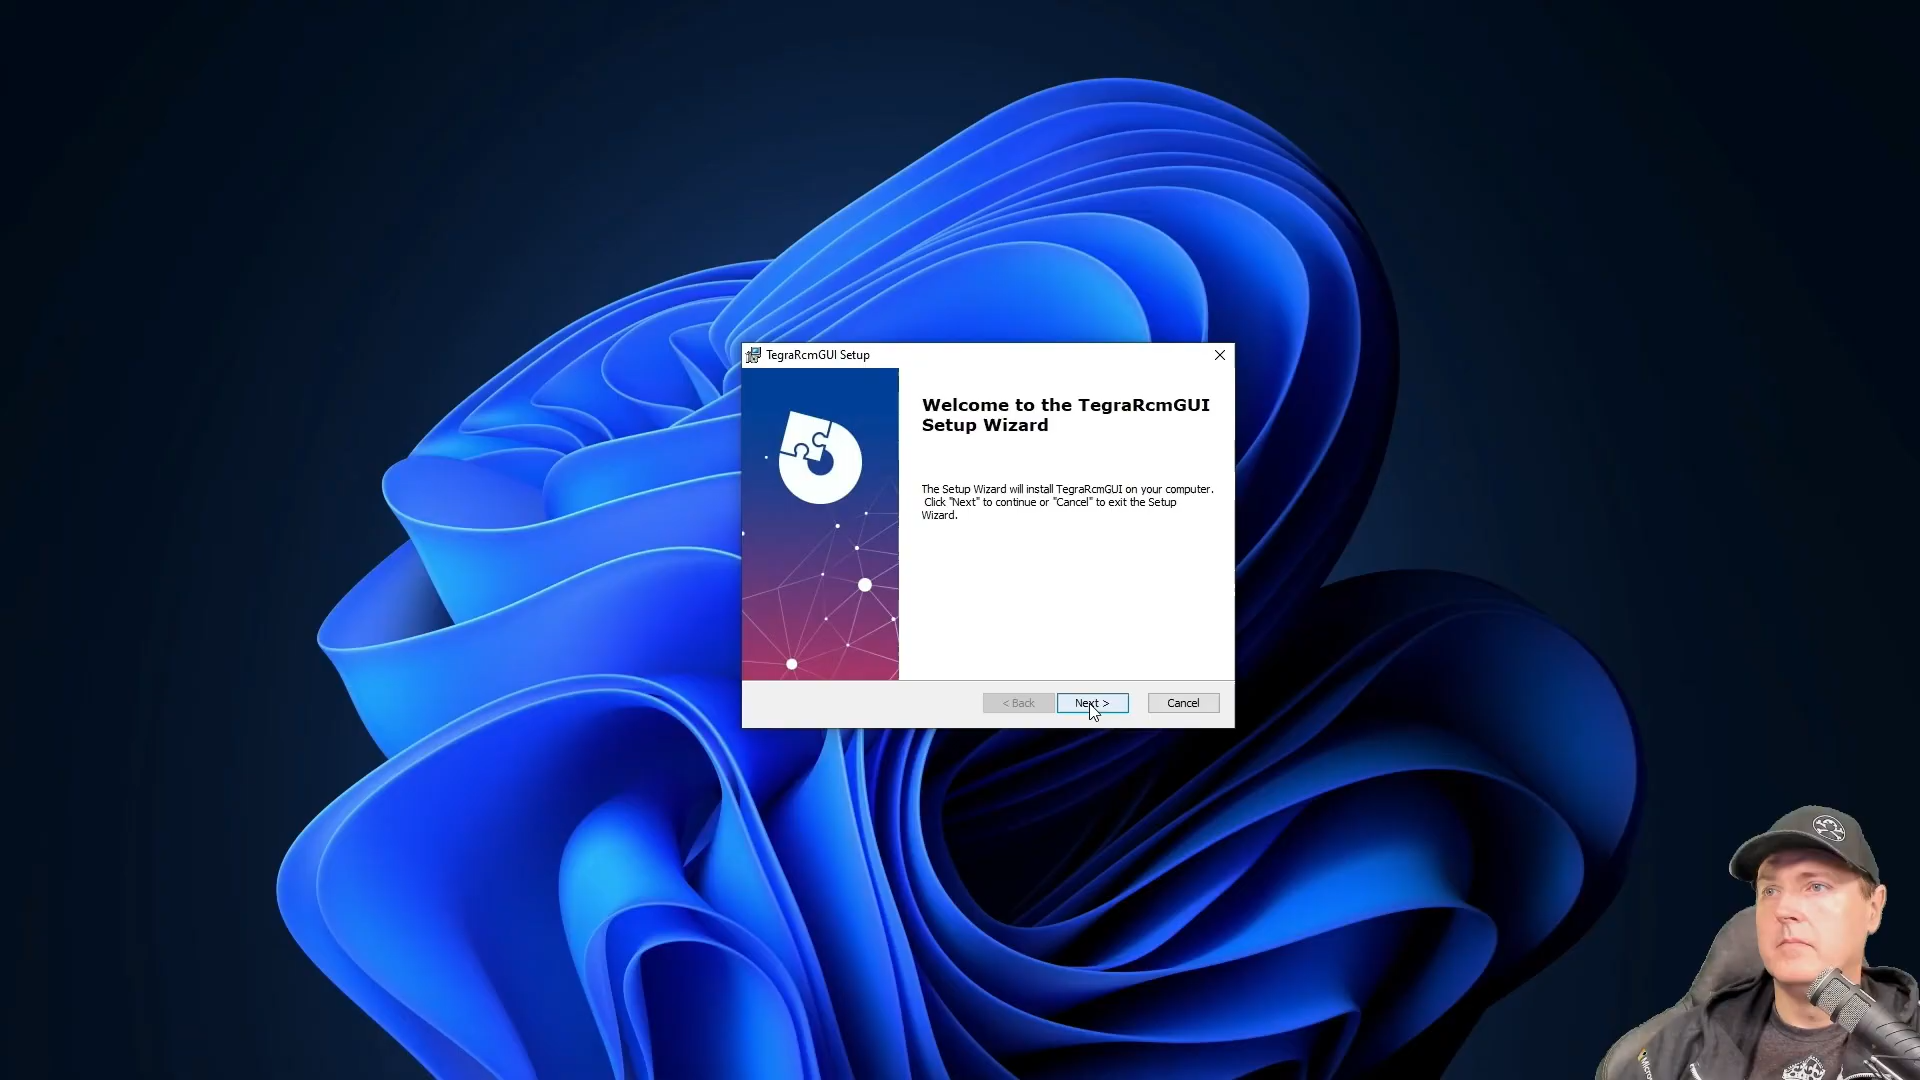 TegraRcmGUI Setup
Welcome to the TegraRcmGUI
Setup Wizard
The Setup Wizard will install TegraRcmGUI on your computer.
Click "Next" to continue or "Cancel" to exit the Setup
Wizard.
< Back
Next >
Cancel